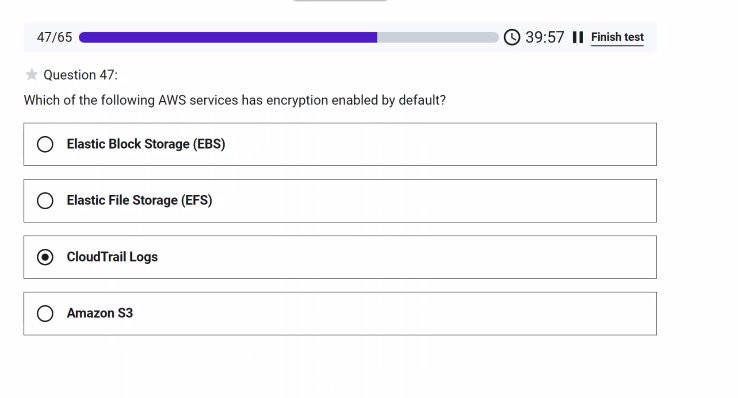 47/65 39:57 Finish test
Question 47:
Which of the following AWS services has encryption enabled by default?
Elastic Block Storage (EBS)
Elastic File Storage (EFS)
CloudTrail Logs
Amazon S3